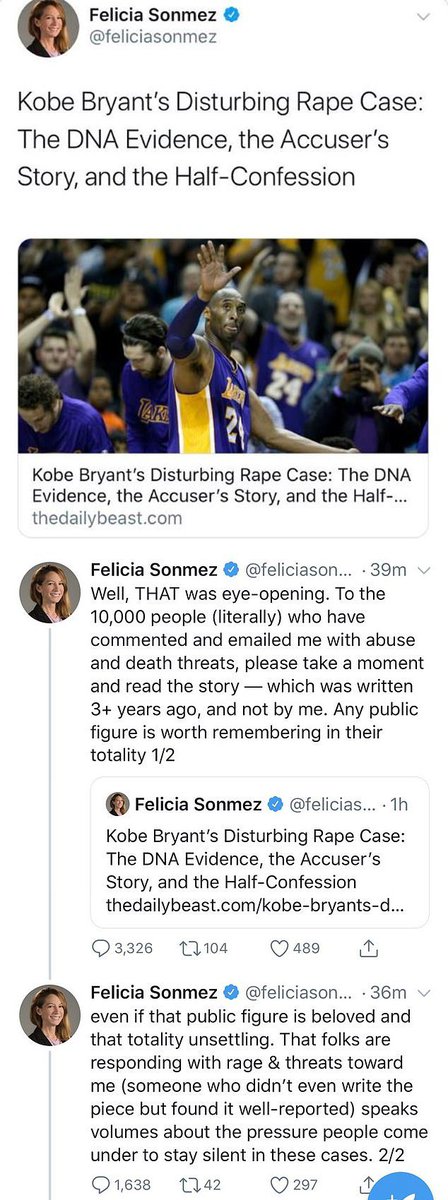 Felicia Sonmez
@feliciasonmez
Kobe Bryant's Disturbing Rape Case:
The DNA Evidence, the Accuser's
Story, and the Half-Confession
24
LAK
24
Kobe Bryant's Disturbing Rape Case: The DNA
Evidence, the Accuser's Story, and the Half-...
thedailybeast.com
Felicia Sonmez @feliciason... · 39m
Well, THAT was eye-opening. To the
10,000 people (literally) who have
commented and emailed me with abuse
and death threats, please take a moment
and read the story — which was written
3+ years ago, and not by me. Any public
figure is worth remembering in their
totality 1/2
Felicia Sonmez @felicias... · 1h
Kobe Bryant's Disturbing Rape Case:
The DNA Evidence, the Accuser's
Story, and the Half-Confession
thedailybeast.com/kobe-bryants-d...
3,326 104 489
Felicia Sonmez @feliciason... · 36m
even if that public figure is beloved and
that totality unsettling. That folks are
responding with rage & threats toward
me (someone who didn't even write the
piece but found it well-reported) speaks
volumes about the pressure people come
under to stay silent in these cases. 2/2
1,638 42 297